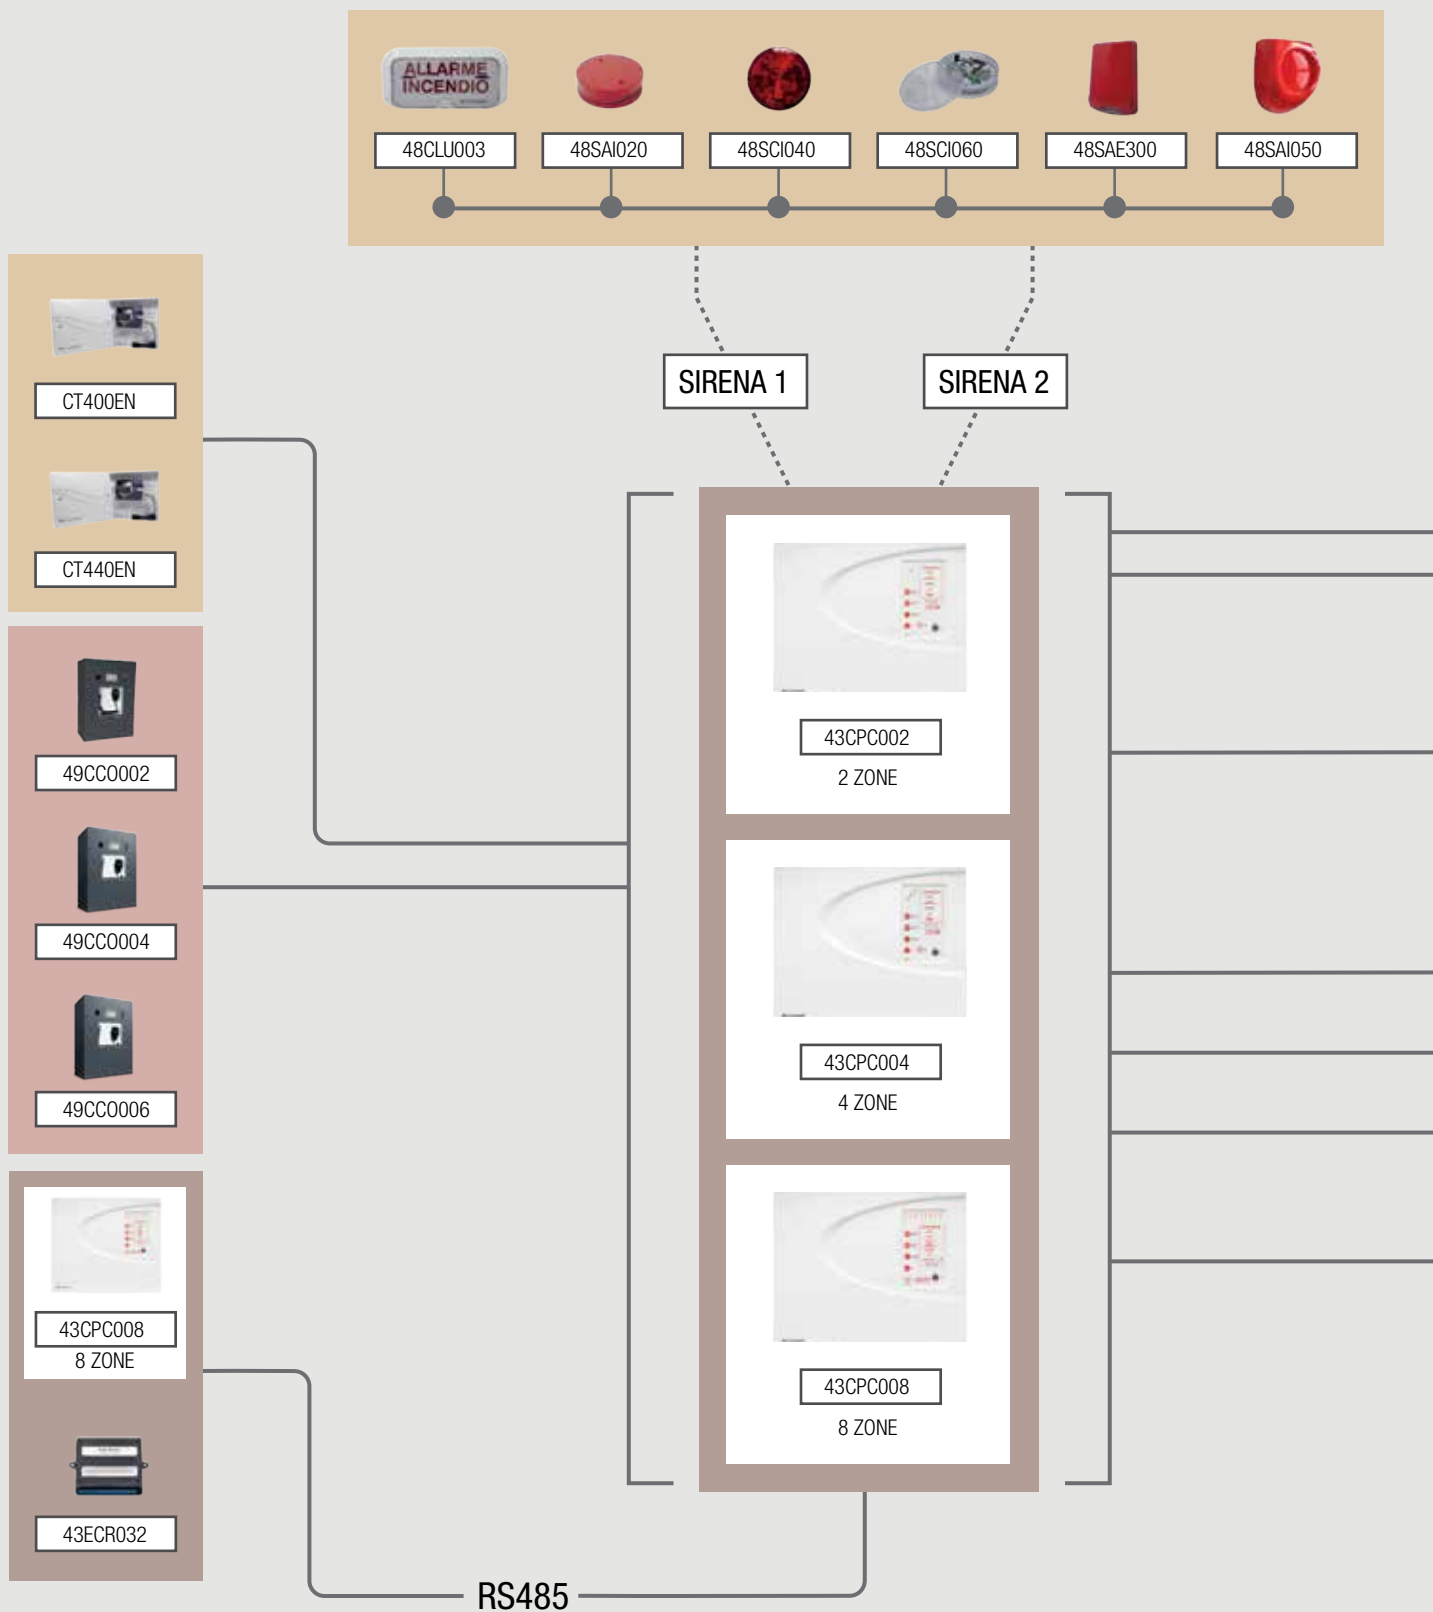 ALLARME
INCENDIO
48CLU003
48SAI020
48SCI040
48SCI060
48SAE300
48SAI050
SIRENA 1
SIRENA 2
CT400EN
CT440EN
49CCO002
49CCO004
49CCO006
43CPC008
8 ZONE
43ECR032
43CPC002
2 ZONE
43CPC004
4 ZONE
43CPC008
8 ZONE
RS485